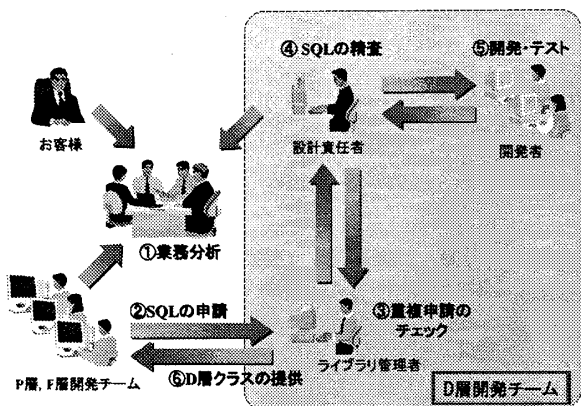 ④SQLの精査
⑤開発・テスト
お客様
設計責任者
開発者
①業務分析
②SQLの申請
③重複申請の
チェック
ライブラリ管理者
⑥D層クラスの提供
P層, F層開発チーム
D層開発チーム